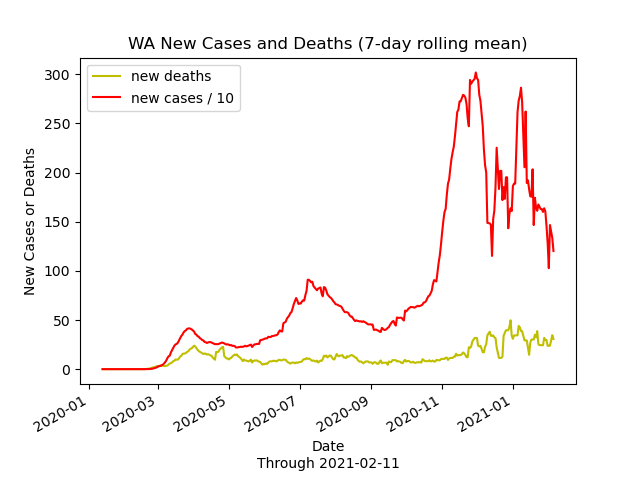 WA New Cases and Deaths (7-day rolling mean)
new deaths
new cases / 10
300
250
200
150
100
50
0
New Cases or Deaths
2020-01
2020-03
2020-05
2020-07
2020-09
2020-11
2021-01
Date
Through 2021-02-11